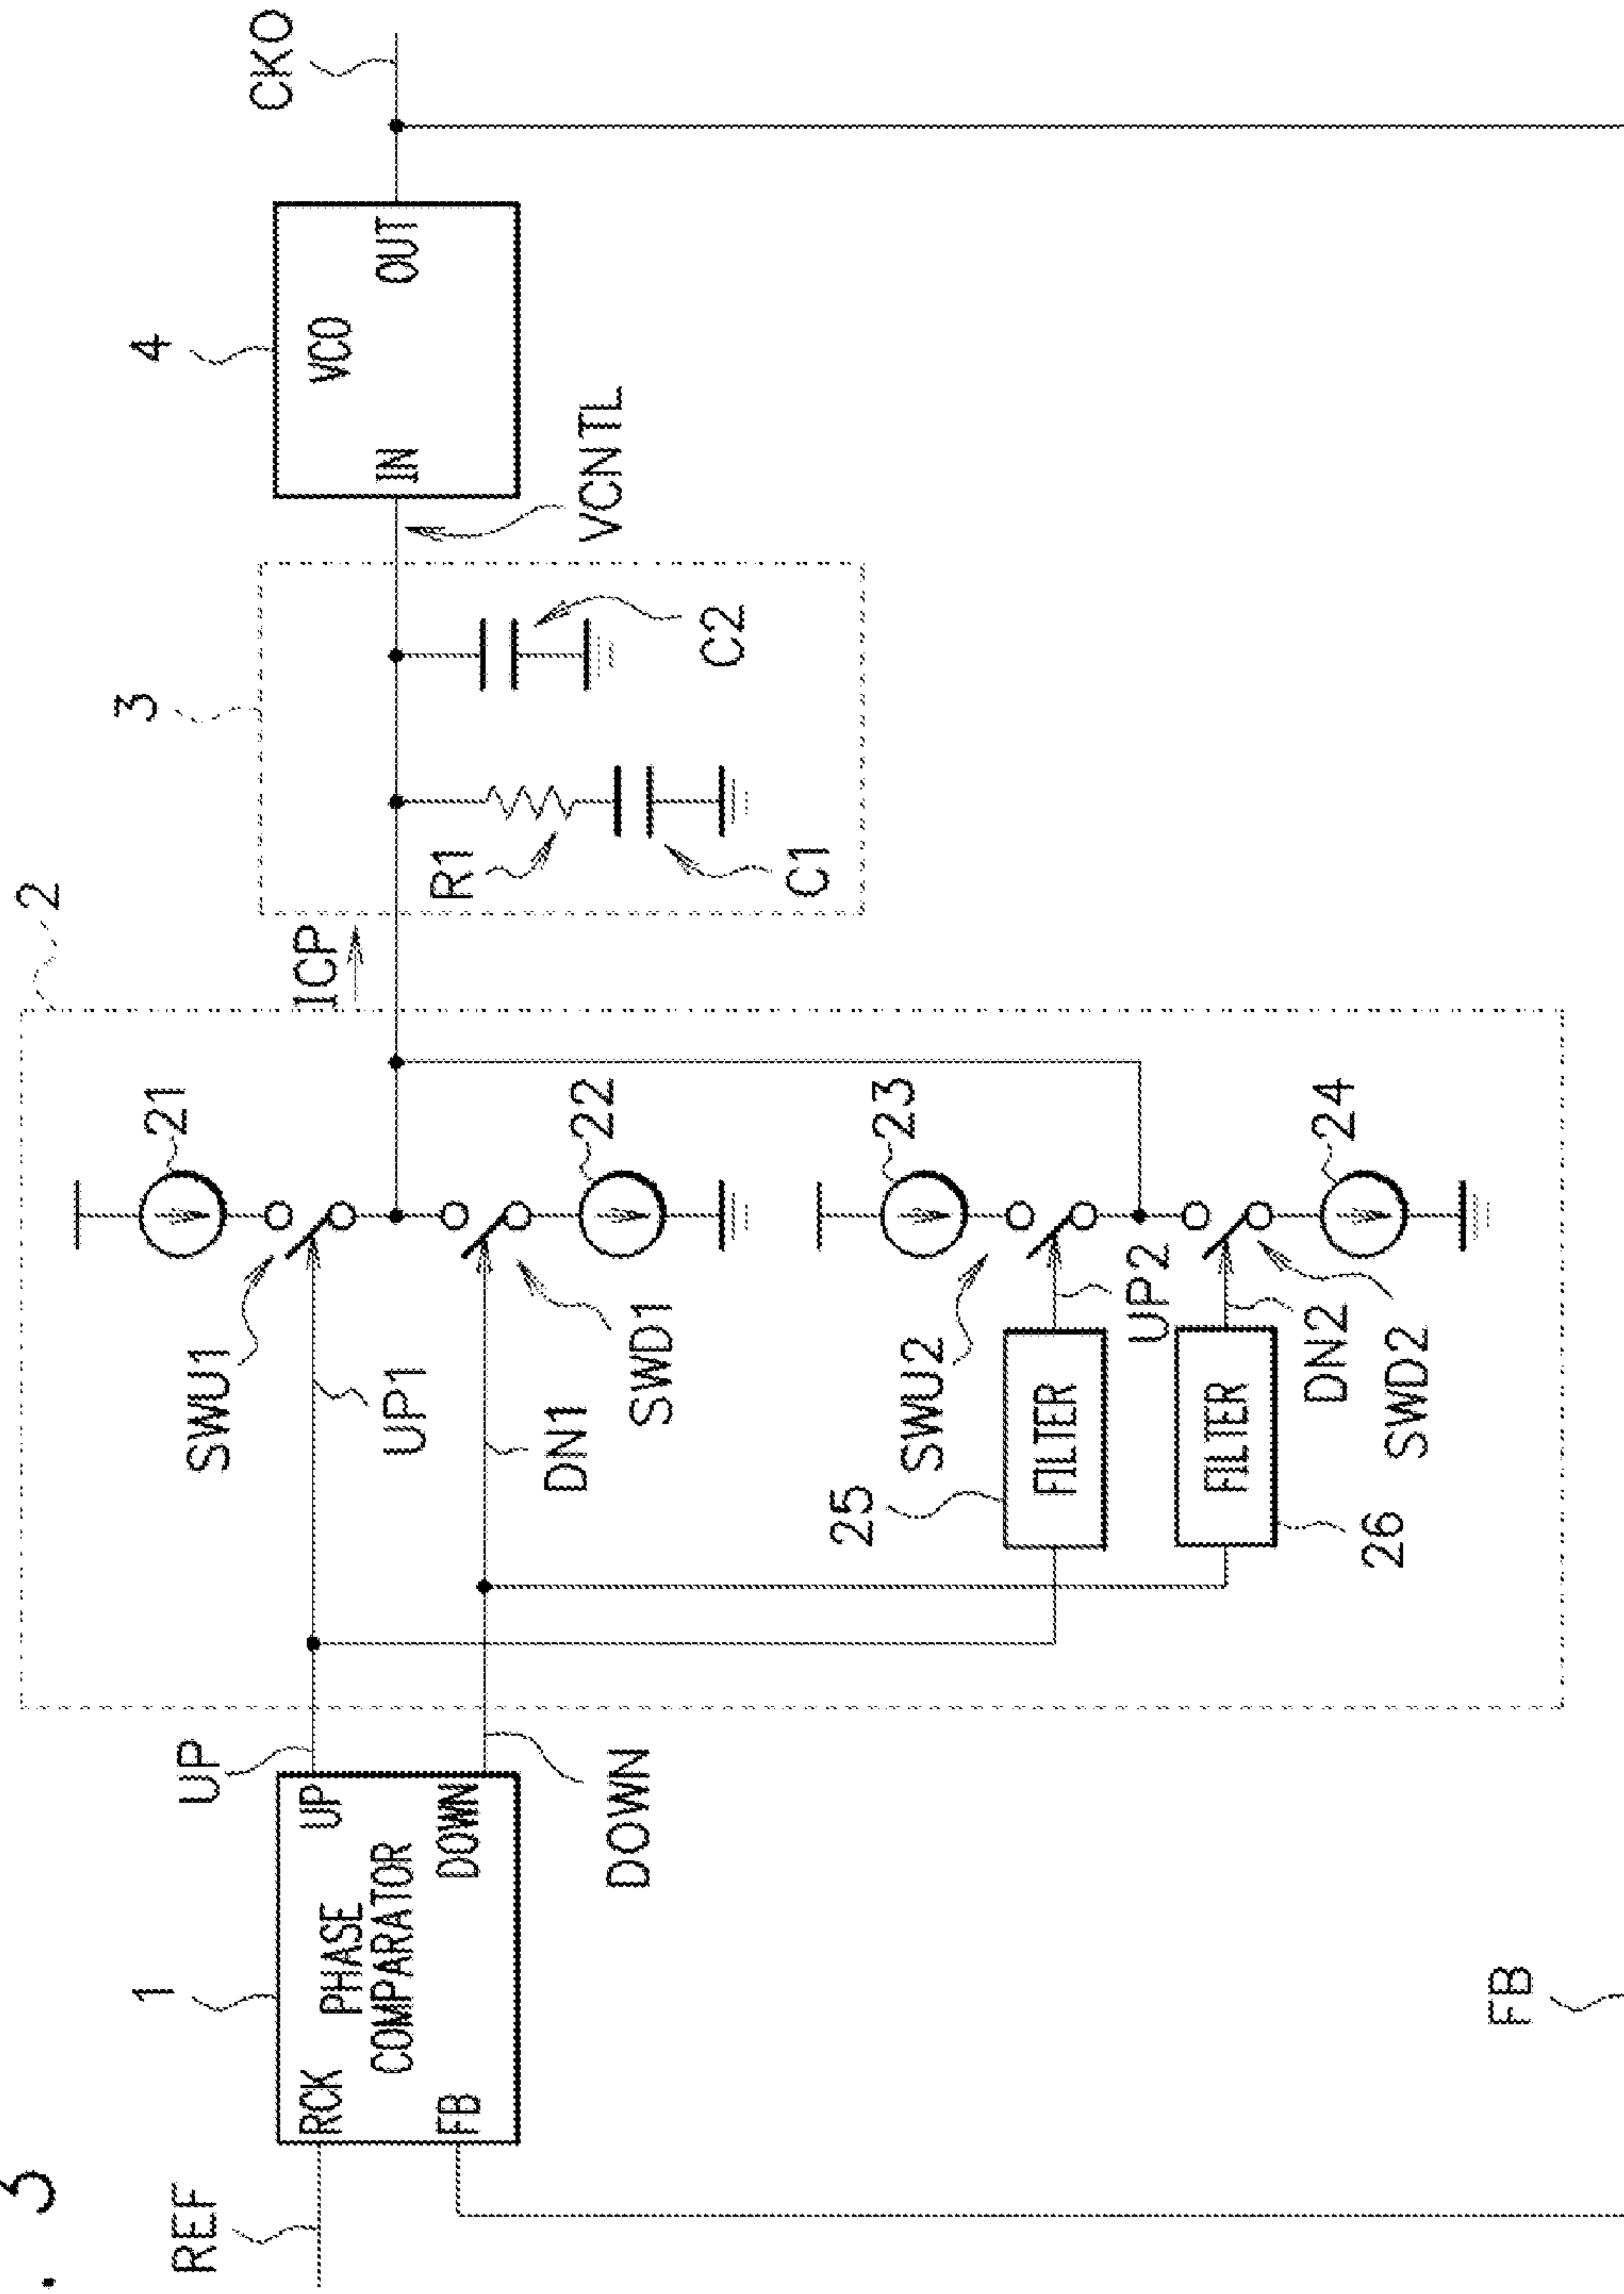 . 3
REF
1
RCK
FB
PHASE
COMPARATOR
UP
DOWN
UP
DOWN
2
SWU1
UP1
DN1
SWD1
21
22
25
FILTER
26
FILTER
SWU2
UP2
DN2
SWD2
23
24
ICP
3
R1
C1
C2
VCNTL
4
IN
VCO
OUT
CKO
FB